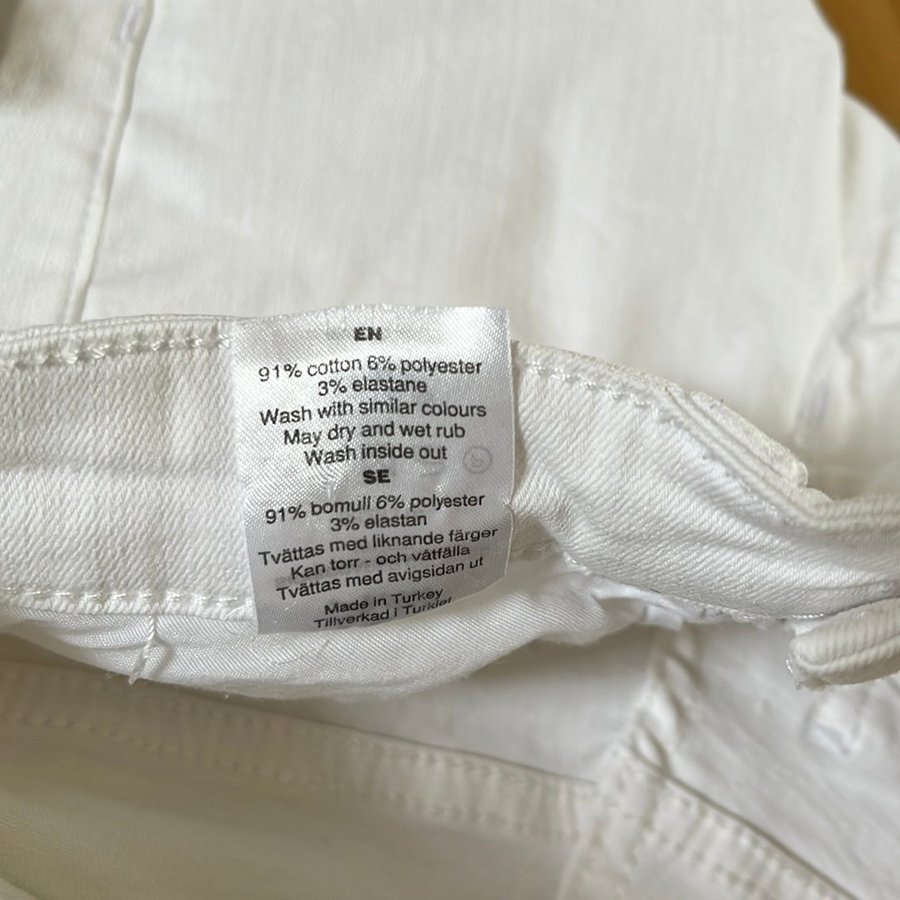 EN
91% cotton 6% polyester
3% elastane
Wash with similar colours
May dry and wet rub
Wash inside out
SE
91% bomull 6% polyester
3% elastan
Tvättas med liknande färger
Kan torr - och våtfälla
Tvättas med avigsidan ut
Made in Turkey
Tillverkad i Turkiet